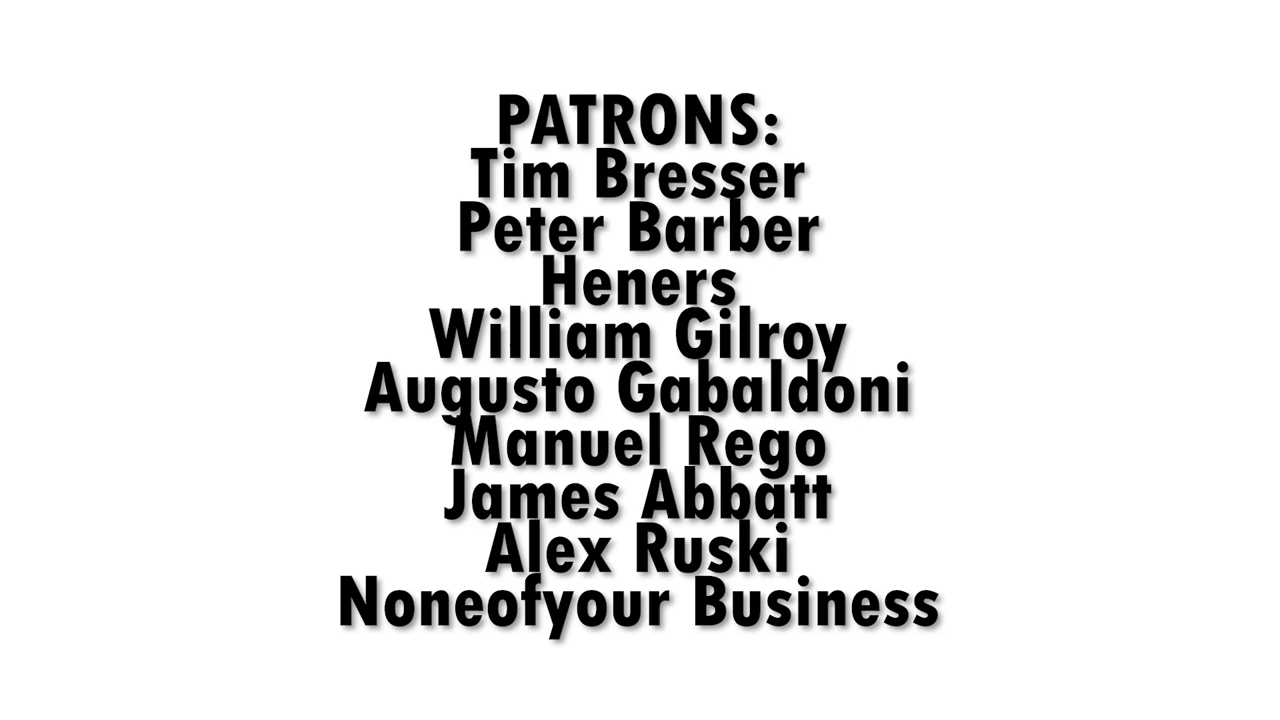 PATRONS:
Tim Bresser
Peter Barber
Heners
William Gilroy
Augusto Gabaldoni
Manuel Rego
James Abbatt
Alex Ruski
Noneofyour Business